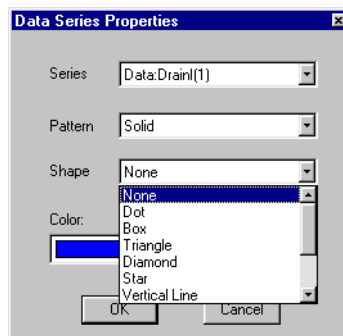 Data Series Properties
Series Data:DrainI(1)
Pattern Solid
Shape None
None
Dot
Box
Color: Triangle
Diamond
Star
Vertical Line
OK Cancel